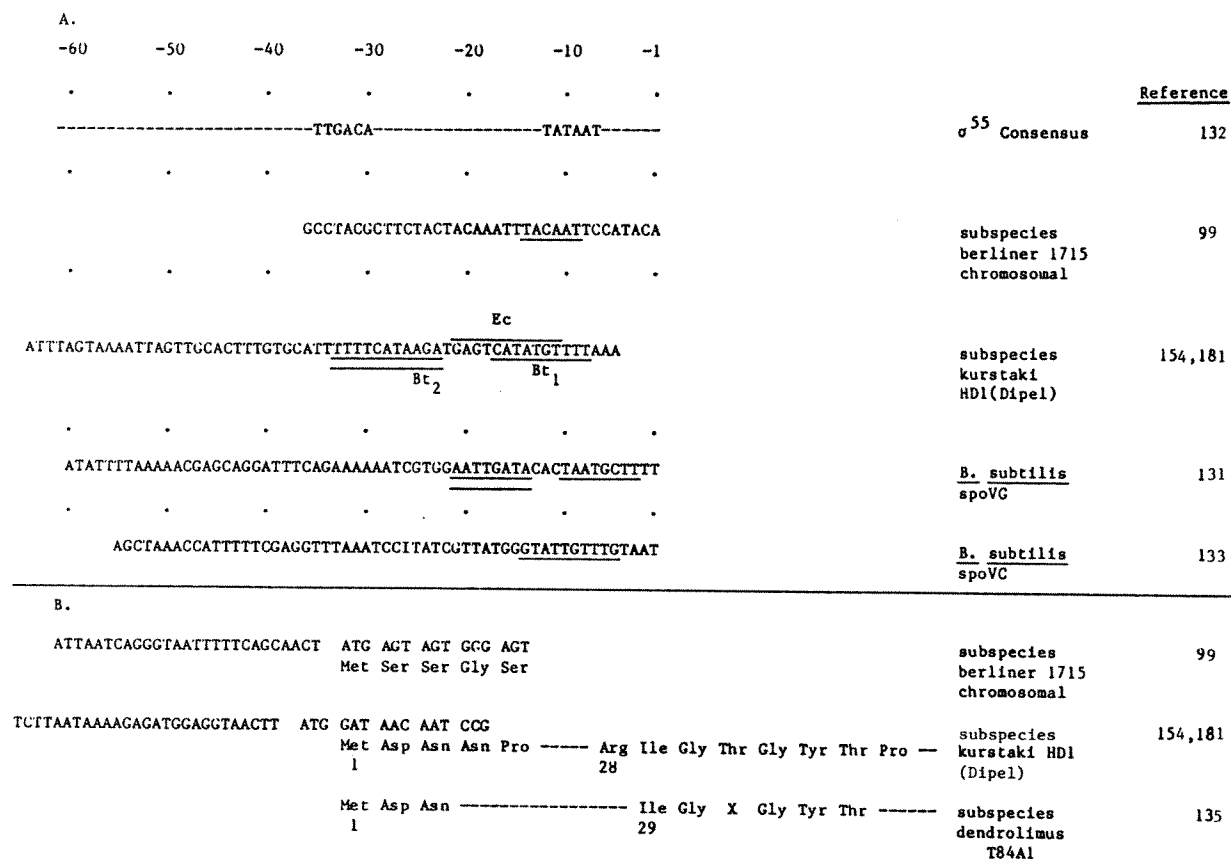 A.
-60 -50 -40 -30 -20 -10 -1
Reference
------------------------TTGACA-----------------TATAAT------ σ55 Consensus 132
GCCTACGCTTCTACTACAAATTTACAATTCCATACA subspecies 99
berliner 1715
chromosomal
Ec
ATTTAGTAAAATTAGTTGCACTTTGTGCATTTTTTCATAAGATGAGTCATATGTTTTAAA subspecies 154,181
kurstaki
HD1(Dipel)
Bt2 Bt1
ATATTTTAAAAACGAGCAGGATTTCAGAAAAAATCGTGGAATTGATACACTAATGCTTTT B. subtilis 131
spoVG
AGCTAAACCATTTTTCGAGGTTTAAATCCTTATCGTTATGGGTATTGTTTGTAAT B. subtilis 133
spoVC
B.
ATTAATCAGGGTAATTTTTCAGCAACT ATG AGT AGT GGG AGT subspecies 99
Met Ser Ser Gly Ser berliner 1715
chromosomal
TCTTAATAAAAGAGATGGAGGTAACTT ATG GAT AAC AAT CCG subspecies 154,181
Met Asp Asn Asn Pro ----- Arg Ile Gly Thr Gly Tyr Thr Pro — kurstaki HD1
1 28 (Dipel)
Met Asp Asn --------------- Ile Gly X Gly Tyr Thr ------ subspecies 135
1 29 dendrolimus
T84A1